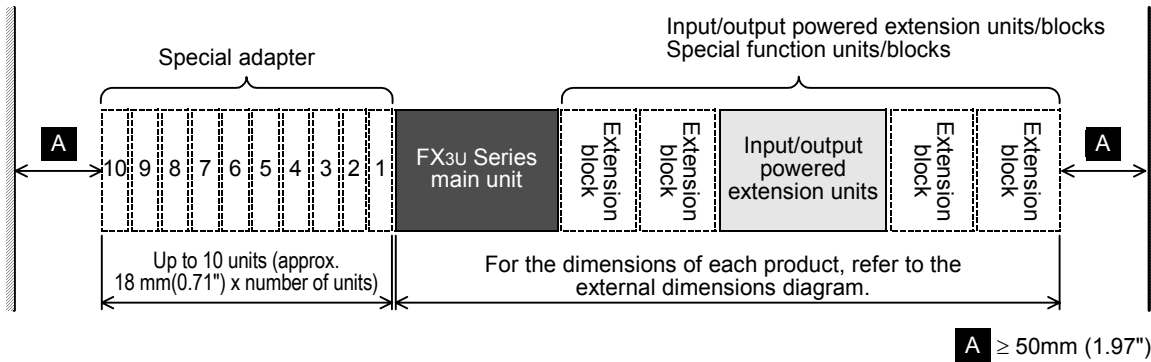 Input/output powered extension units/blocks
Special function units/blocks
Special adapter
A
10 9 8 7 6 5 4 3 2 1
FX3U Series
main unit
Extension
block
Extension
block
Input/output
powered
extension units
Extension
block
Extension
block
A
Up to 10 units (approx.
18 mm(0.71") x number of units)
For the dimensions of each product, refer to the
external dimensions diagram.
A ≥ 50mm (1.97")